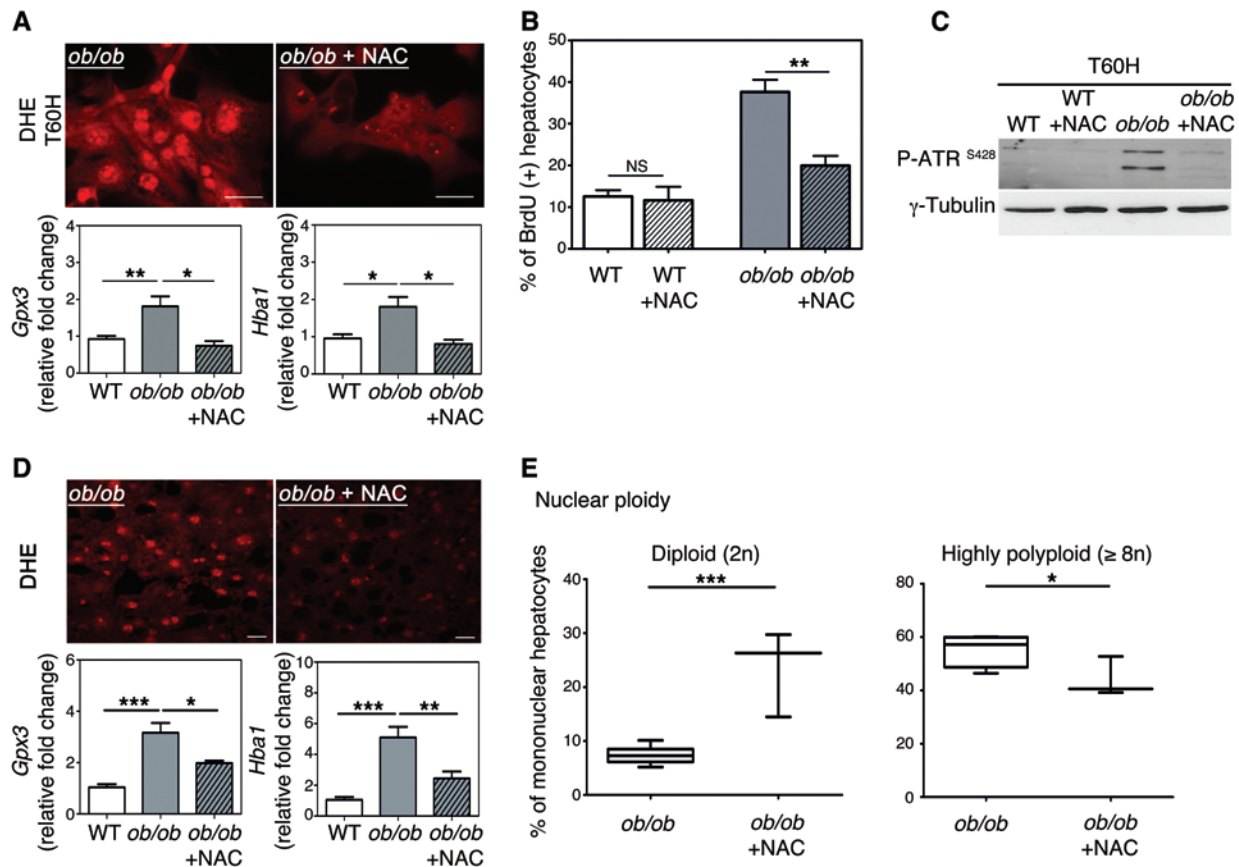 A
ob/ob
ob/ob + NAC
DHE
T60H
Gpx3
(relative fold change)
4
3
2
1
0
**
*
WT
ob/ob
ob/ob
+NAC
Hba1
(relative fold change)
4
3
2
1
0
*
*
WT
ob/ob
ob/ob
+NAC
B
% of BrdU (+) hepatocytes
50
40
30
20
10
0
NS
**
WT
WT
+NAC
ob/ob
ob/ob
+NAC
C
T60H
WT
WT
+NAC
ob/ob
ob/ob
+NAC
P-ATR S428
γ-Tubulin
D
ob/ob
ob/ob + NAC
DHE
Gpx3
(relative fold change)
6
4
2
0
***
*
WT
ob/ob
ob/ob
+NAC
Hba1
(relative fold change)
10
8
6
4
2
0
***
**
WT
ob/ob
ob/ob
+NAC
E
Nuclear ploidy
% of mononuclear hepatocytes
Diploid (2n)
40
30
20
10
0
***
ob/ob
ob/ob
+NAC
Highly polyploid (≥ 8n)
80
60
40
20
0
*
ob/ob
ob/ob
+NAC